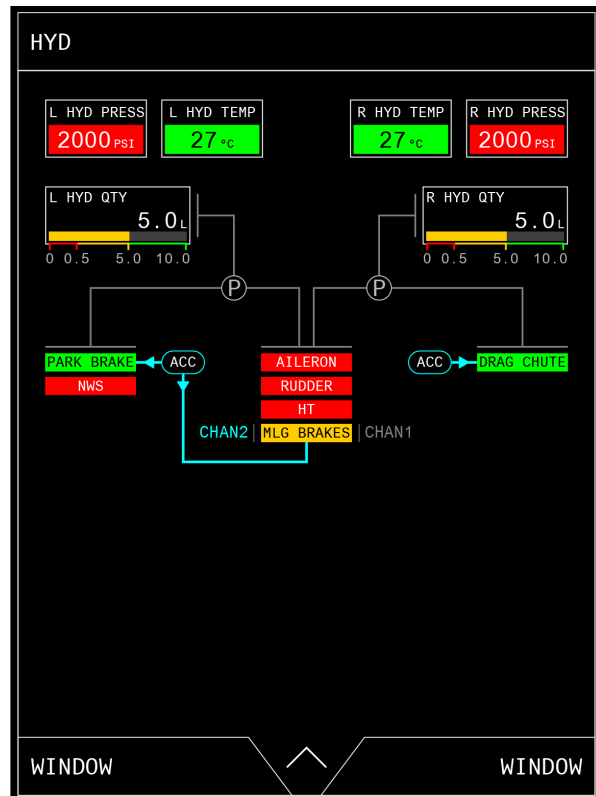 HYD
L HYD PRESS L HYD TEMP R HYD TEMP R HYD PRESS
2000 PSI 27 °C 27 °C 2000 PSI
L HYD QTY R HYD QTY
5.0 L 5.0 L
0 0.5 5.0 10.0 0 0.5 5.0 10.0
P P
PARK BRAKE ACC AILERON ACC DRAG CHUTE
NWS RUDDER
HT
CHAN2 MLG BRAKES CHAN1
WINDOW WINDOW